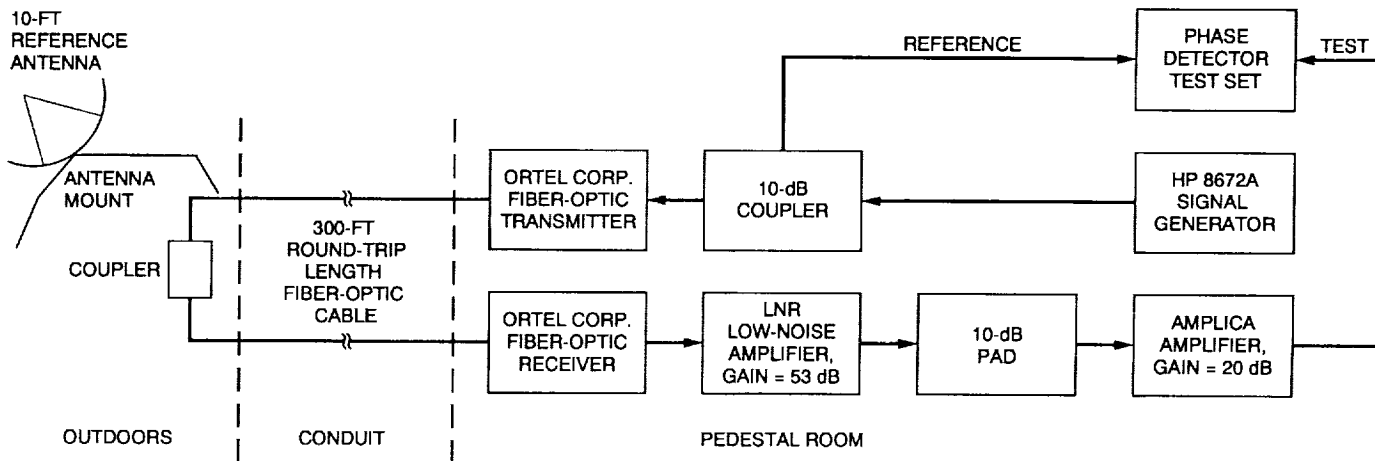 10-FT
REFERENCE
ANTENNA
REFERENCE
PHASE
DETECTOR
TEST SET
TEST
ANTENNA
MOUNT
ORTEL CORP.
FIBER-OPTIC
TRANSMITTER
10-dB
COUPLER
HP 8672A
SIGNAL
GENERATOR
300-FT
ROUND-TRIP
LENGTH
FIBER-OPTIC
CABLE
COUPLER
ORTEL CORP.
FIBER-OPTIC
RECEIVER
LNR
LOW-NOISE
AMPLIFIER,
GAIN = 53 dB
10-dB
PAD
AMPLICA
AMPLIFIER,
GAIN = 20 dB
OUTDOORS
CONDUIT
PEDESTAL ROOM